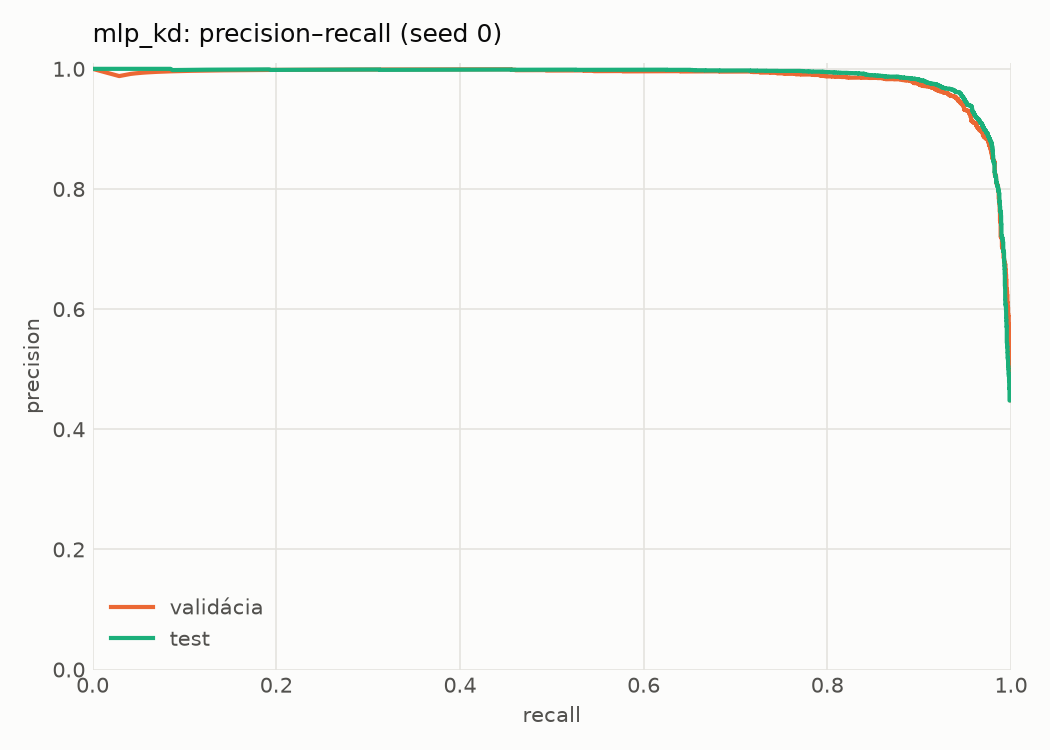 mlp_kd: precision–recall (seed 0)
1.0
0.8
0.6
0.4
0.2
0.0
precision
validácia
test
0.0 0.2 0.4 0.6 0.8 1.0
recall